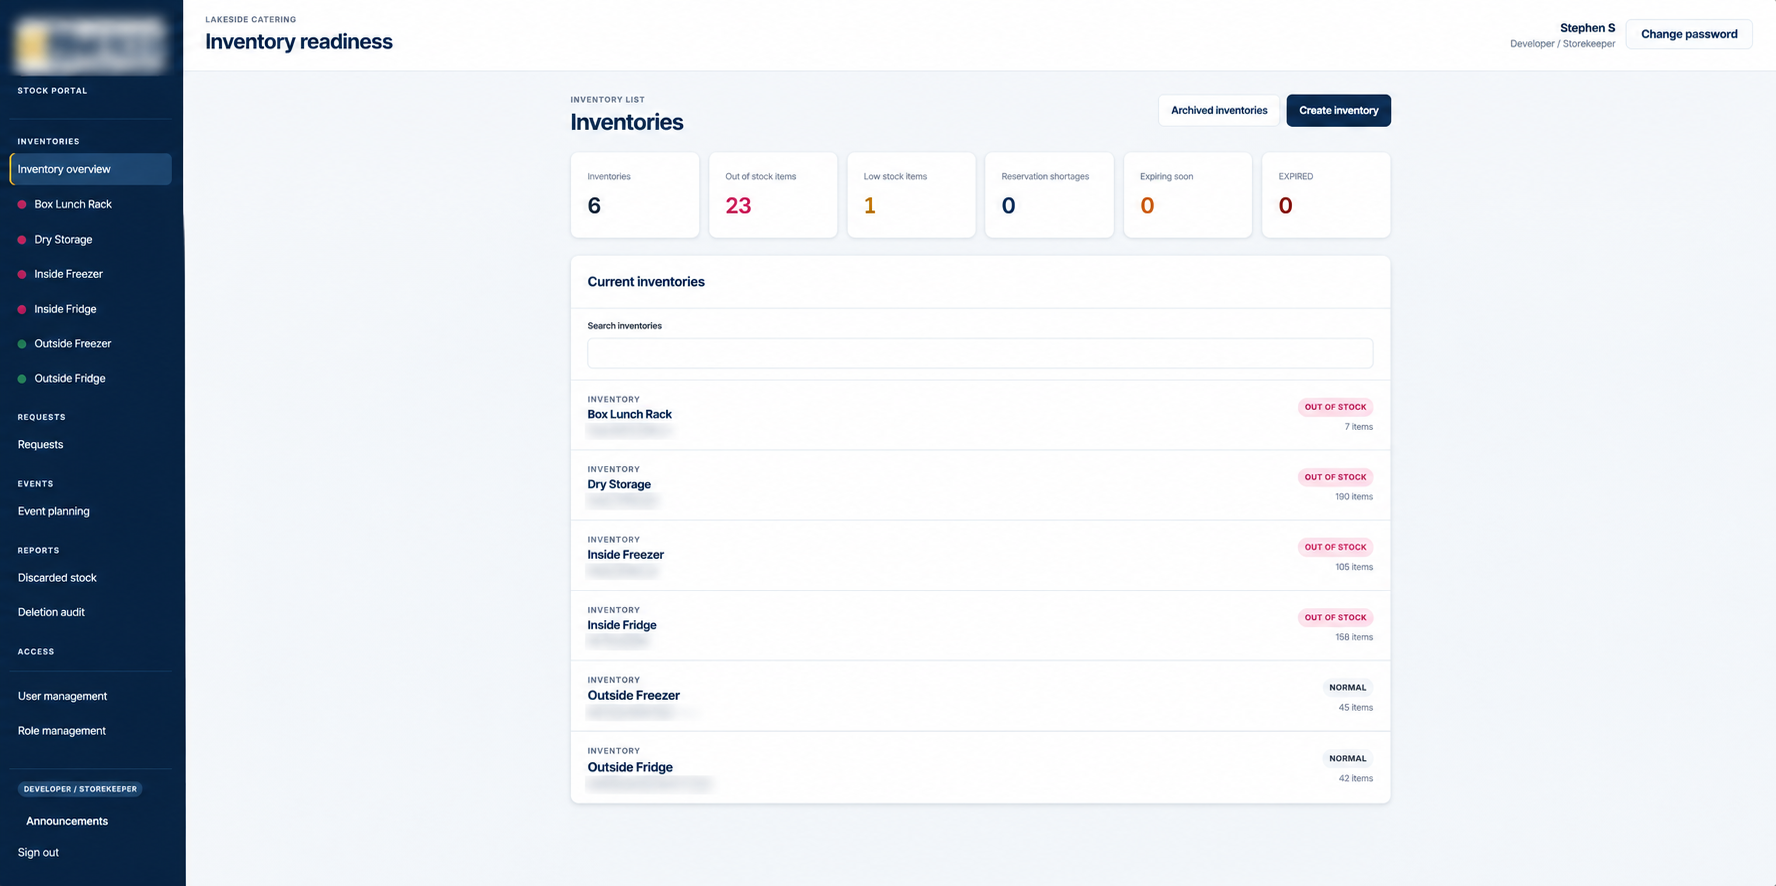 STOCK PORTAL
INVENTORIES
Inventory overview
Box Lunch Rack
Dry Storage
Inside Freezer
Inside Fridge
Outside Freezer
Outside Fridge
REQUESTS
Requests
EVENTS
Event planning
REPORTS
Discarded stock
Deletion audit
ACCESS
User management
Role management
DEVELOPER / STOREKEEPER
Announcements
Sign out
LAKESIDE CATERING
Inventory readiness
Stephen S
Developer / Storekeeper
Change password
INVENTORY LIST
Inventories
Archived inventories
Create inventory
Inventories
6
Out of stock items
23
Low stock items
1
Reservation shortages
0
Expiring soon
0
EXPIRED
0
Current inventories
Search inventories
INVENTORY
Box Lunch Rack
OUT OF STOCK
7 items
INVENTORY
Dry Storage
OUT OF STOCK
190 items
INVENTORY
Inside Freezer
OUT OF STOCK
105 items
INVENTORY
Inside Fridge
OUT OF STOCK
158 items
INVENTORY
Outside Freezer
NORMAL
45 items
INVENTORY
Outside Fridge
NORMAL
42 items